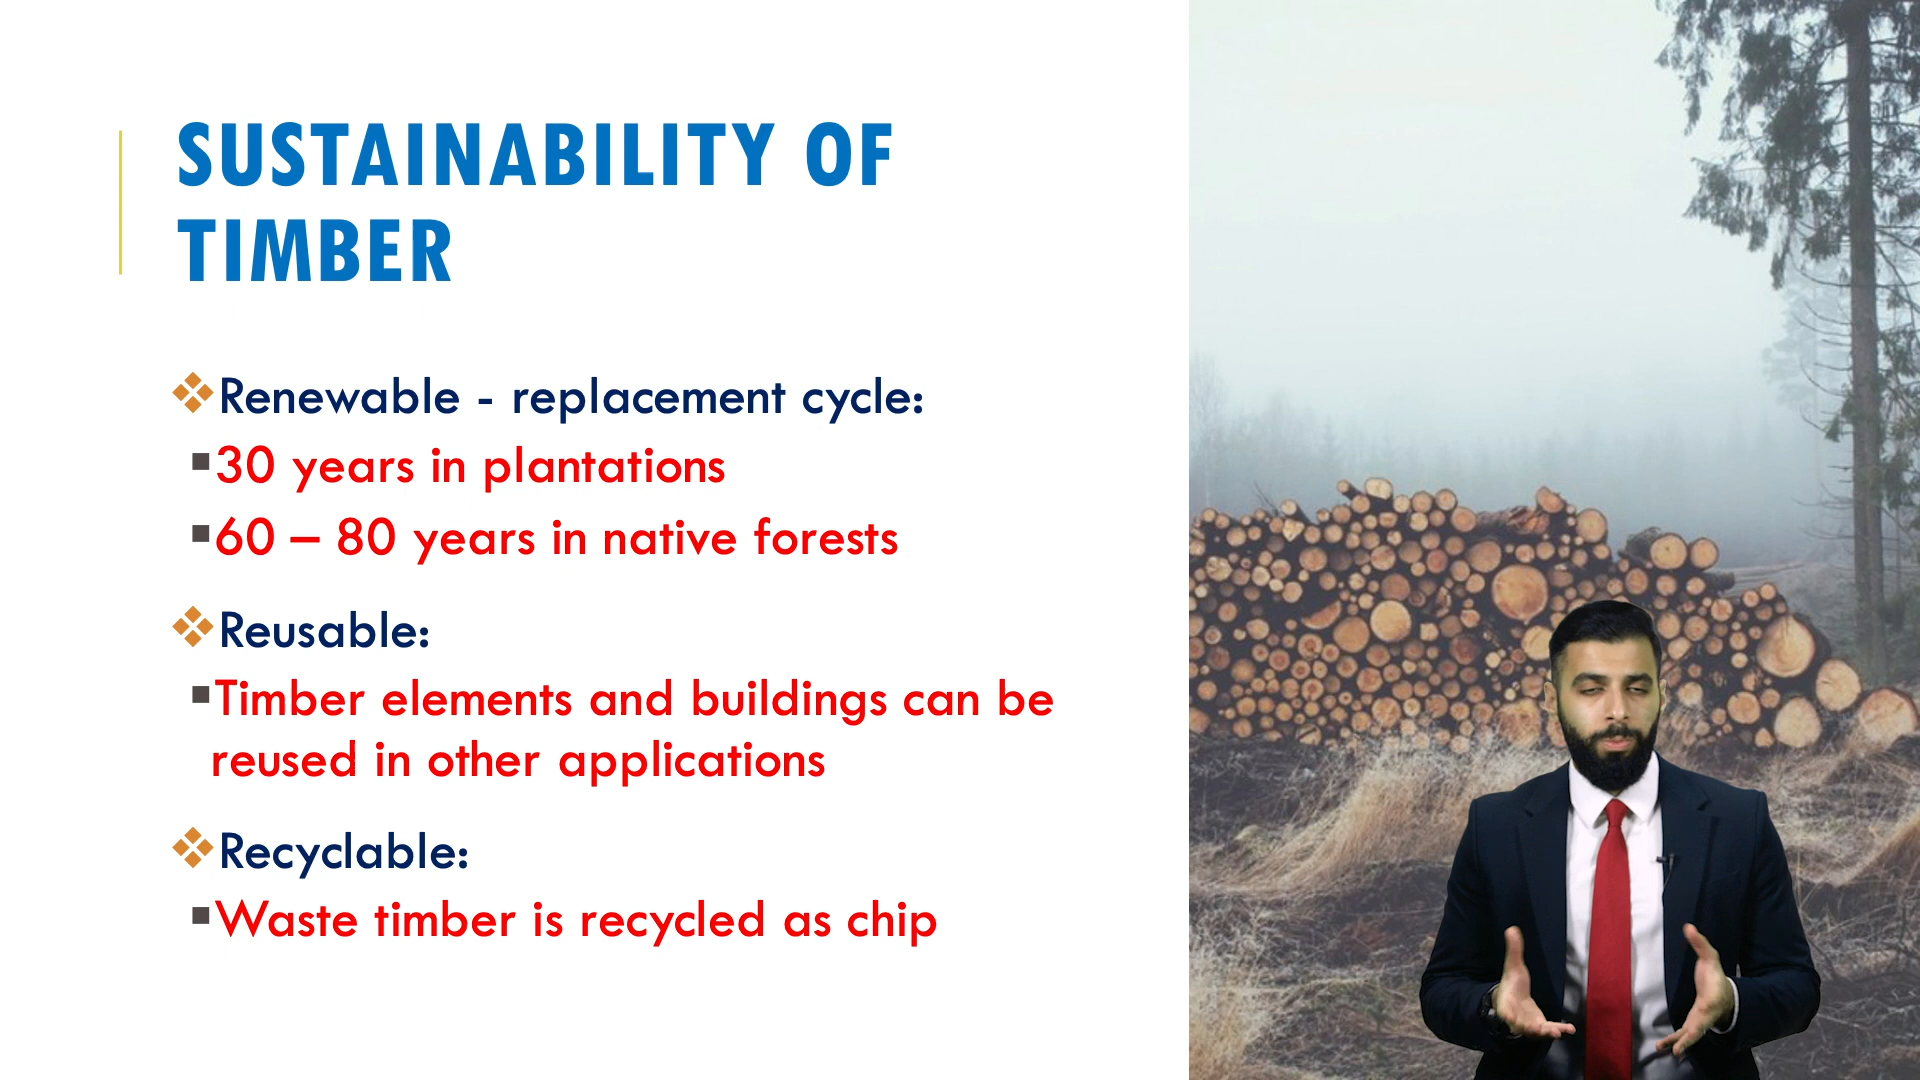 SUSTAINABILITY OF
TIMBER
Renewable - replacement cycle:
30 years in plantations
60 – 80 years in native forests
Reusable:
Timber elements and buildings can be
reused in other applications
Recyclable:
Waste timber is recycled as chip